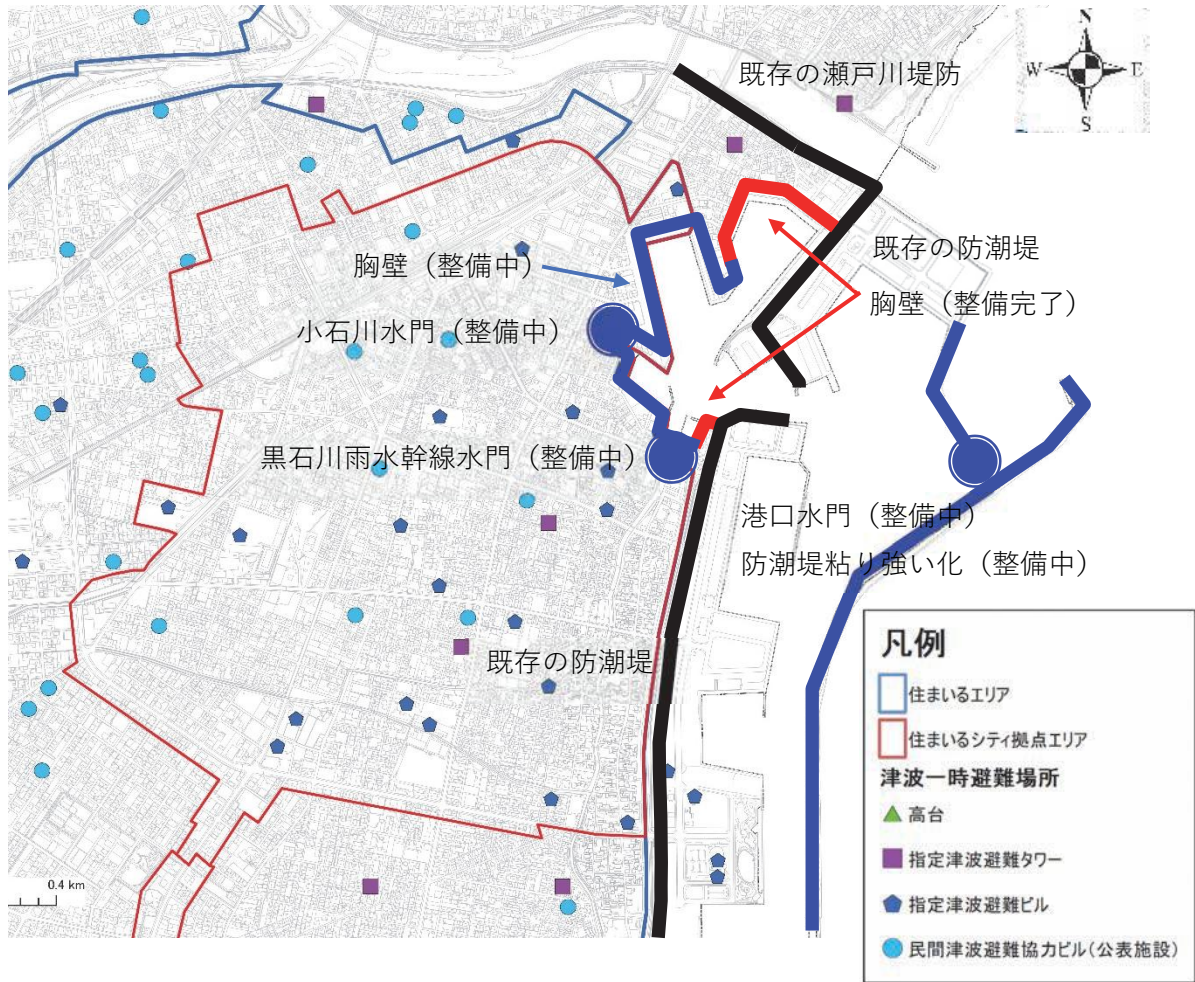 N
W E
S
既存の瀬戸川堤防
既存の防潮堤
胸壁（整備中）
胸壁（整備完了）
小石川水門（整備中）
黒石川雨水幹線水門（整備中）
港口水門（整備中）
防潮堤粘り強い化（整備中）
既存の防潮堤
0.4 km
凡例
住まいるエリア
住まいるシティ拠点エリア
津波一時避難場所
高台
指定津波避難タワー
指定津波避難ビル
民間津波避難協力ビル(公表施設)